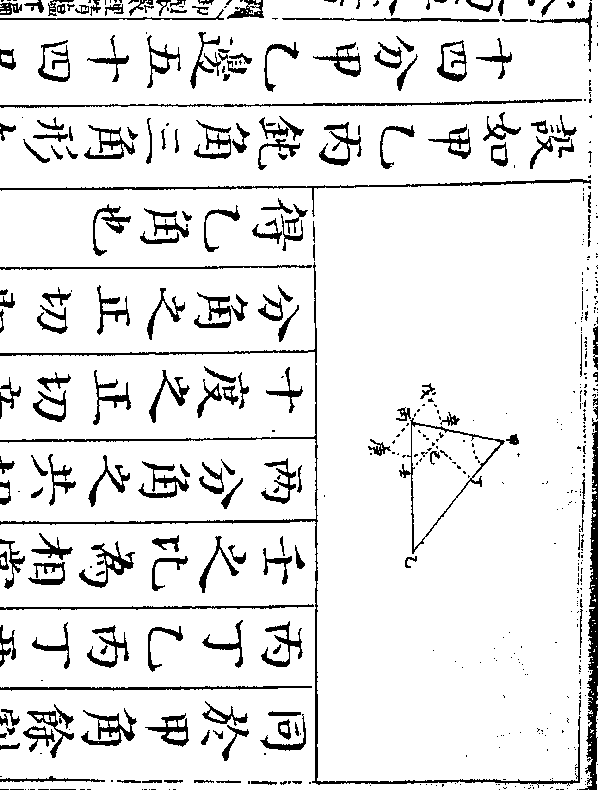 同於甲角餘
丙丁乙丙丁
壬之比為相當
两分角之共
十度之正切
分角之正切
得乙角也
設如甲乙丙鈍角三角形
十四分甲乙邊五十四
甲
丁
乙
辛
己
壬
戊
丙
庚